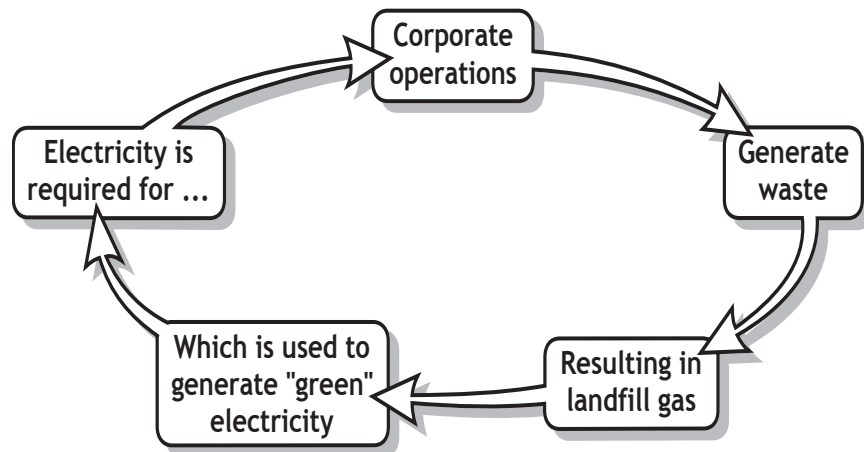 Corporate
operations
Generate
waste
Resulting in
landfill gas
Which is used to
generate "green"
electricity
Electricity is
required for ...